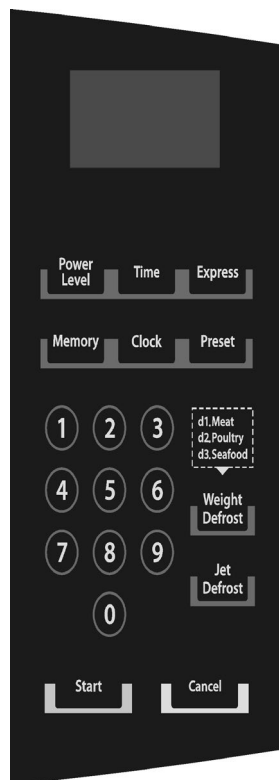 Power
Level
Time
Express
Memory
Clock
Preset
1
2
3
d1.Meat
d2.Poultry
d3.Seafood
4
5
6
Weight
Defrost
7
8
9
Jet
Defrost
0
Start
Cancel